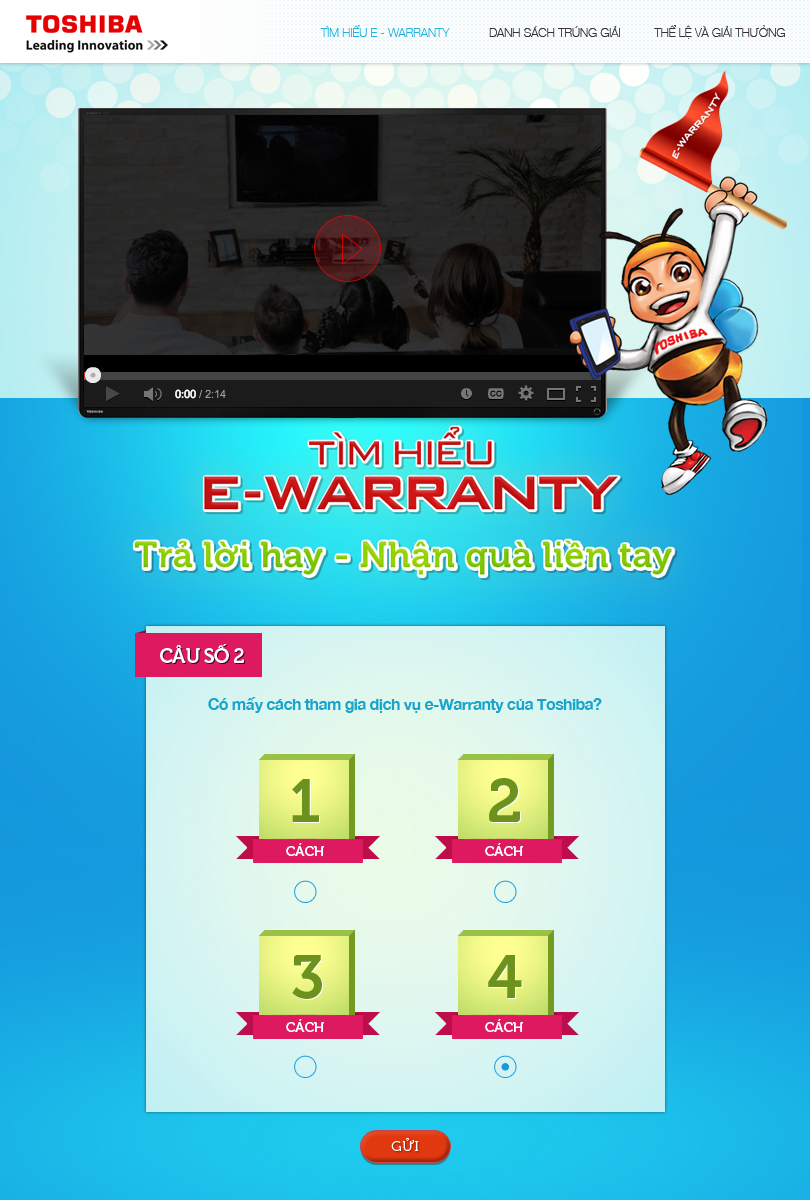 TOSHIBA
Leading Innovation
TÌM HIỂU E - WARRANTY
DANH SÁCH TRÚNG GIẢI
THỂ LỆ VÀ GIẢI THƯỞNG
E-WARRANTY
TOSHIBA
0:00 / 2:14
CC
TOSHIBA
TÌM HIỂU
E-WARRANTY
Trả lời hay - Nhận quà liền tay
CÂU SỐ 2
Có mấy cách tham gia dịch vụ e-Warranty của Toshiba?
1
CÁCH
2
CÁCH
3
CÁCH
4
CÁCH
GỬI